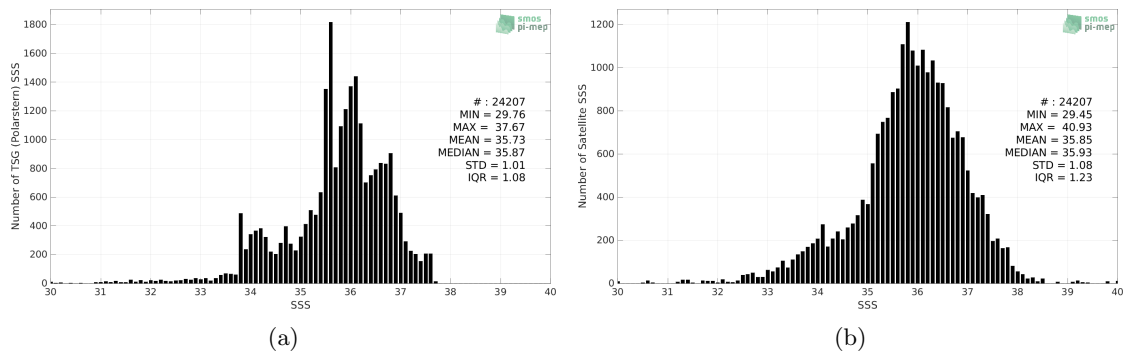 smos
pi-mep
Number of TSG (Polarstern) SSS
1800
1600
1400
1200
1000
800
600
400
200
0
# : 24207
MIN = 29.76
MAX = 37.67
MEAN = 35.73
MEDIAN = 35.87
STD = 1.01
IQR = 1.08
30 31 32 33 34 35 36 37 38 39 40
SSS
(a)
smos
pi-mep
Number of Satellite SSS
1200
1000
800
600
400
200
0
# : 24207
MIN = 29.45
MAX = 40.93
MEAN = 35.85
MEDIAN = 35.93
STD = 1.08
IQR = 1.23
30 31 32 33 34 35 36 37 38 39 40
SSS
(b)